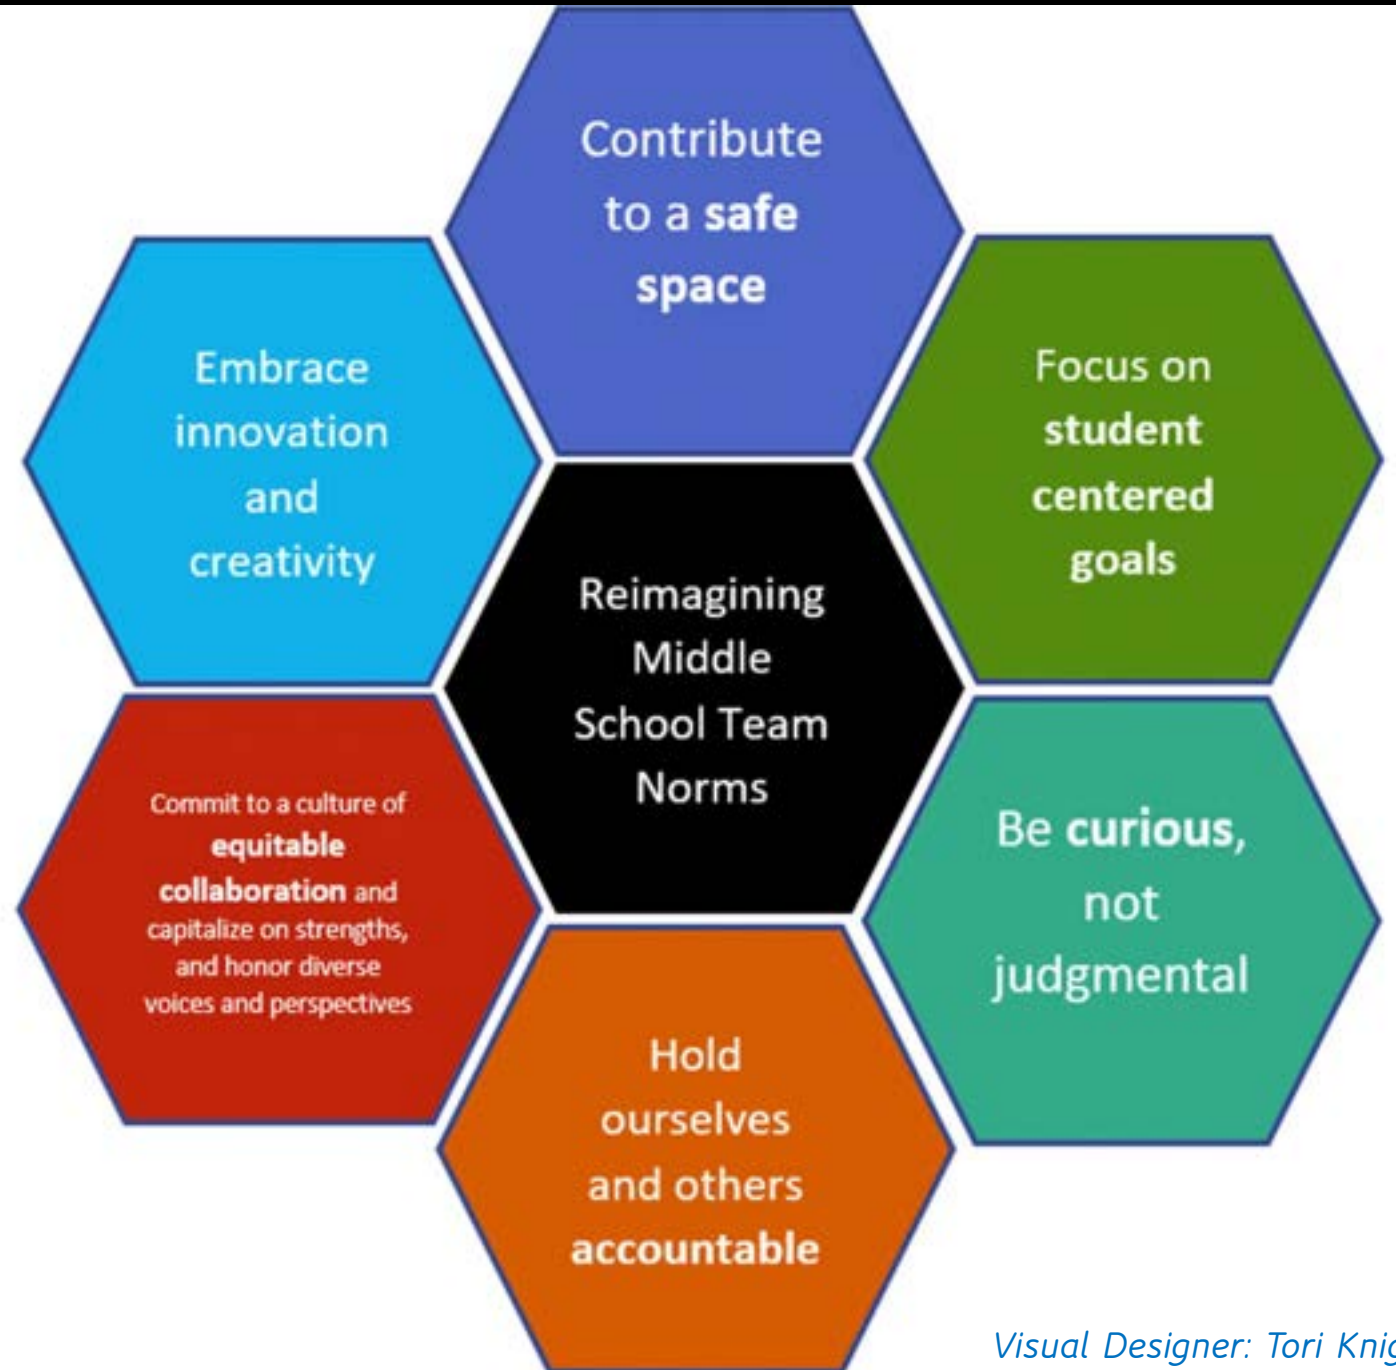 Contribute
to a safe
space
Embrace
innovation
and
creativity
Focus on
student
centered
goals
Reimagining
Middle
School Team
Norms
Commit to a culture of
equitable
collaboration and
capitalize on strengths,
and honor diverse
voices and perspectives
Be curious,
not
judgmental
Hold
ourselves
and others
accountable
Visual Designer: Tori